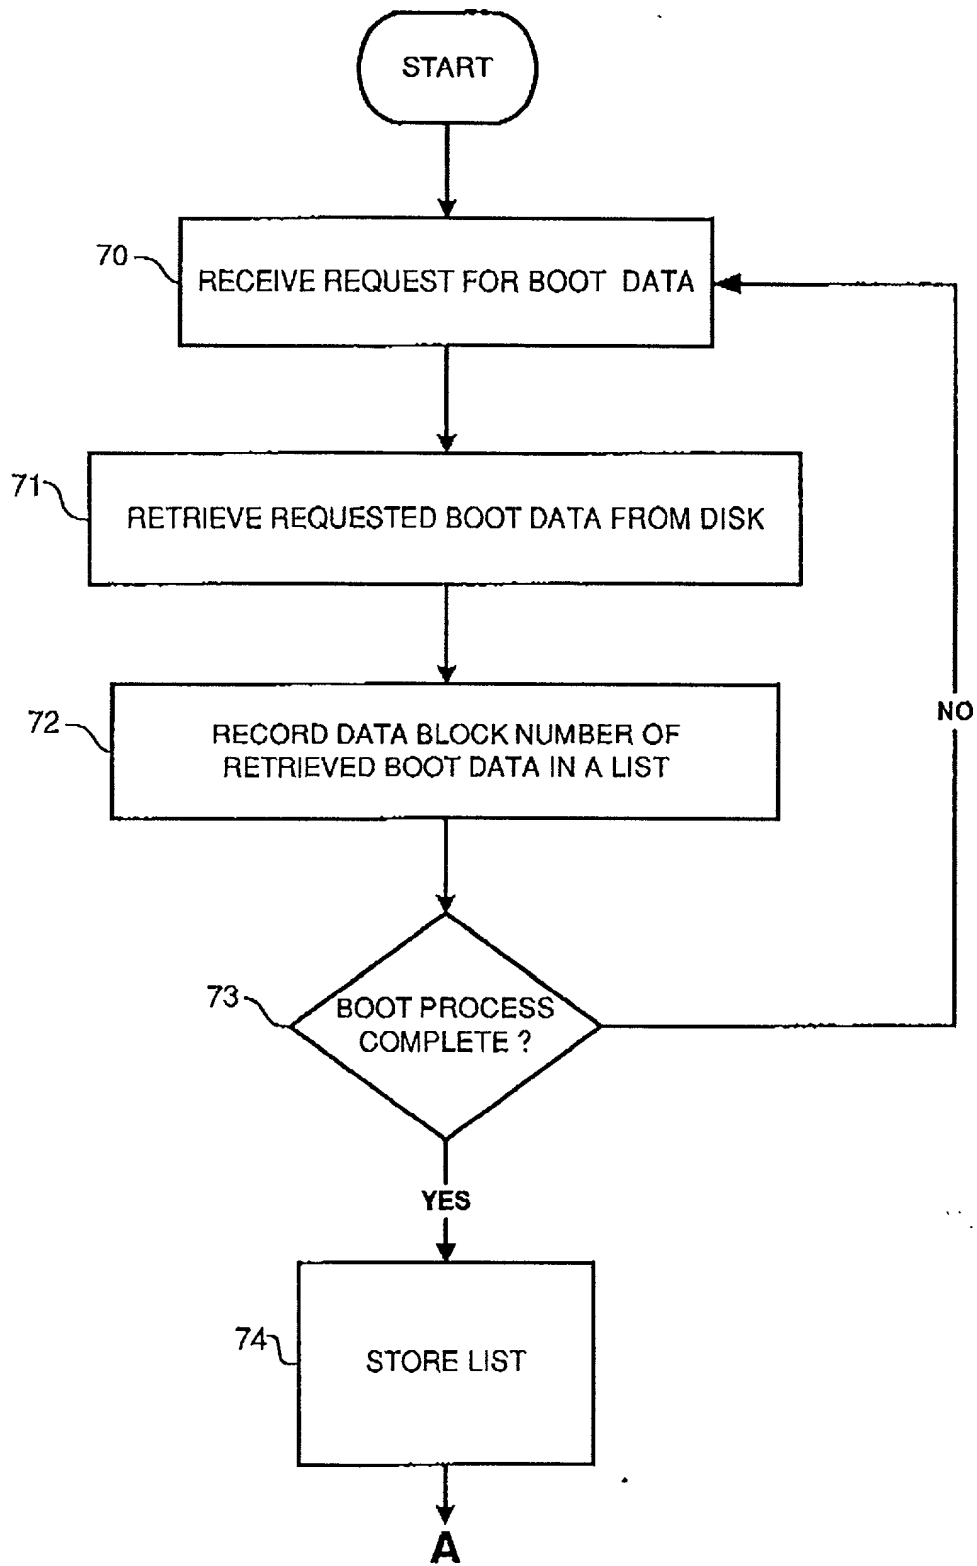 START
70
RECEIVE REQUEST FOR BOOT DATA
71
RETRIEVE REQUESTED BOOT DATA FROM DISK
72
RECORD DATA BLOCK NUMBER OF
RETRIEVED BOOT DATA IN A LIST
NO
73
BOOT PROCESS
COMPLETE ?
YES
74
STORE LIST
A